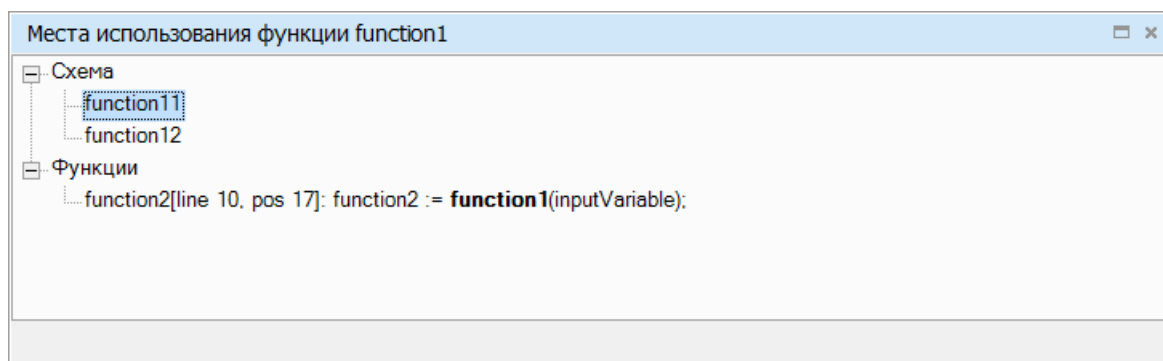 Места использования функции function1
Схема
function11
function12
Функции
function2[line 10, pos 17]: function2 := function1(inputVariable);